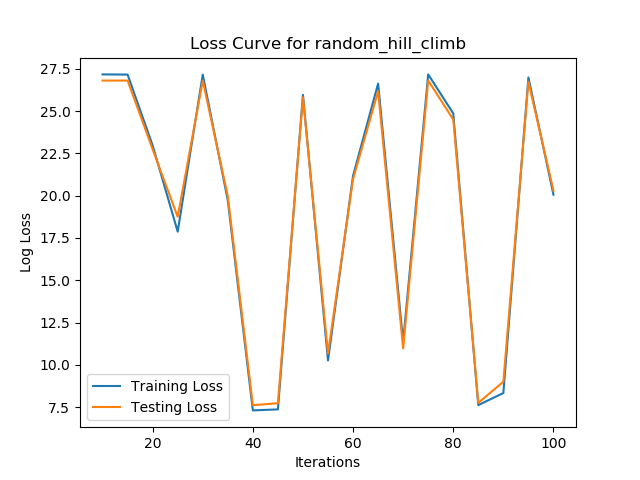 Loss Curve for random_hill_climb
27.5
25.0
22.5
20.0
17.5
15.0
12.5
10.0
7.5
Log Loss
Training Loss
Testing Loss
20 40 60 80 100
Iterations